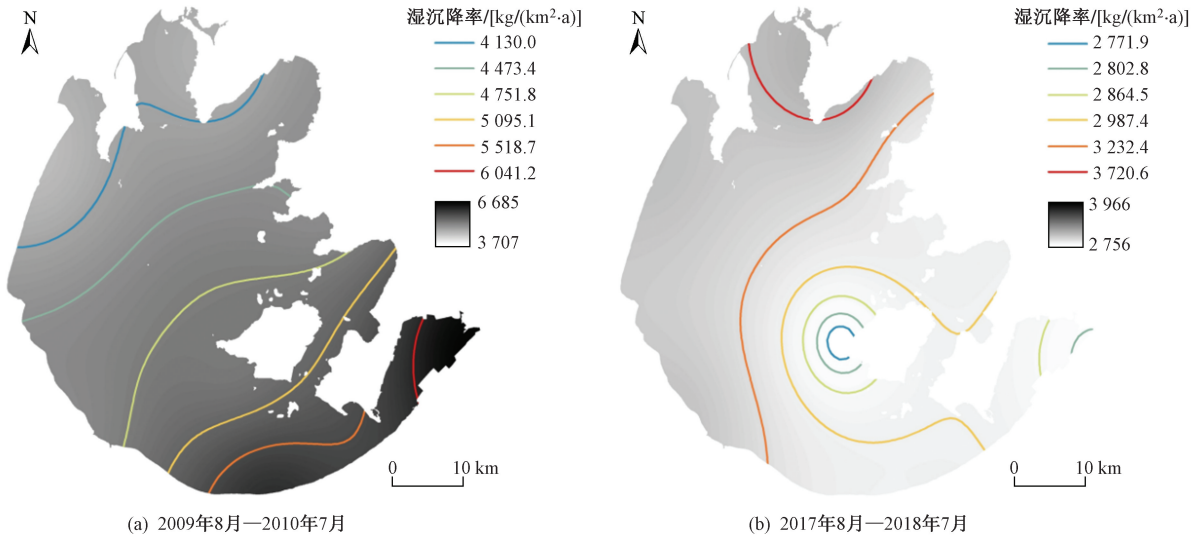 N
湿沉降率/[kg/(km²·a)]
4 130.0
4 473.4
4 751.8
5 095.1
5 518.7
6 041.2
6 685
3 707
0 10 km
(a) 2009年8月—2010年7月
N
湿沉降率/[kg/(km²·a)]
2 771.9
2 802.8
2 864.5
2 987.4
3 232.4
3 720.6
3 966
2 756
0 10 km
(b) 2017年8月—2018年7月